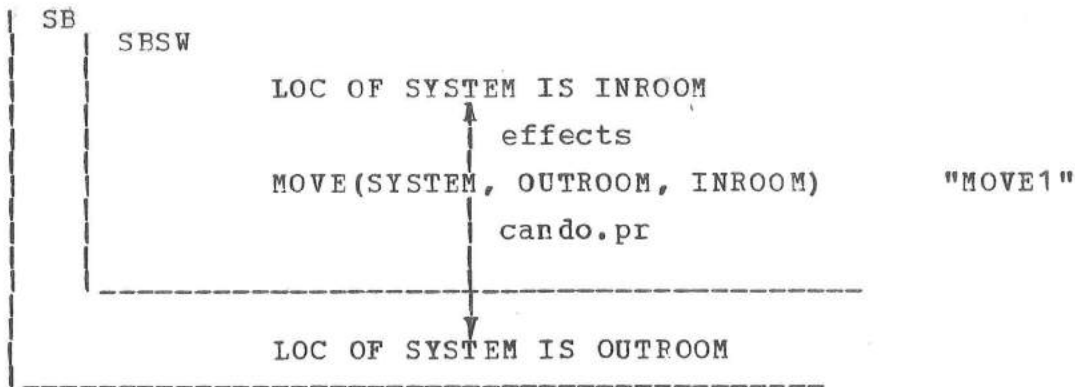 SB
SBSW
LOC OF SYSTEM IS INROOM
effects
MOVE(SYSTEM, OUTROOM, INROOM) "MOVE1"
cando.pr
LOC OF SYSTEM IS OUTROOM